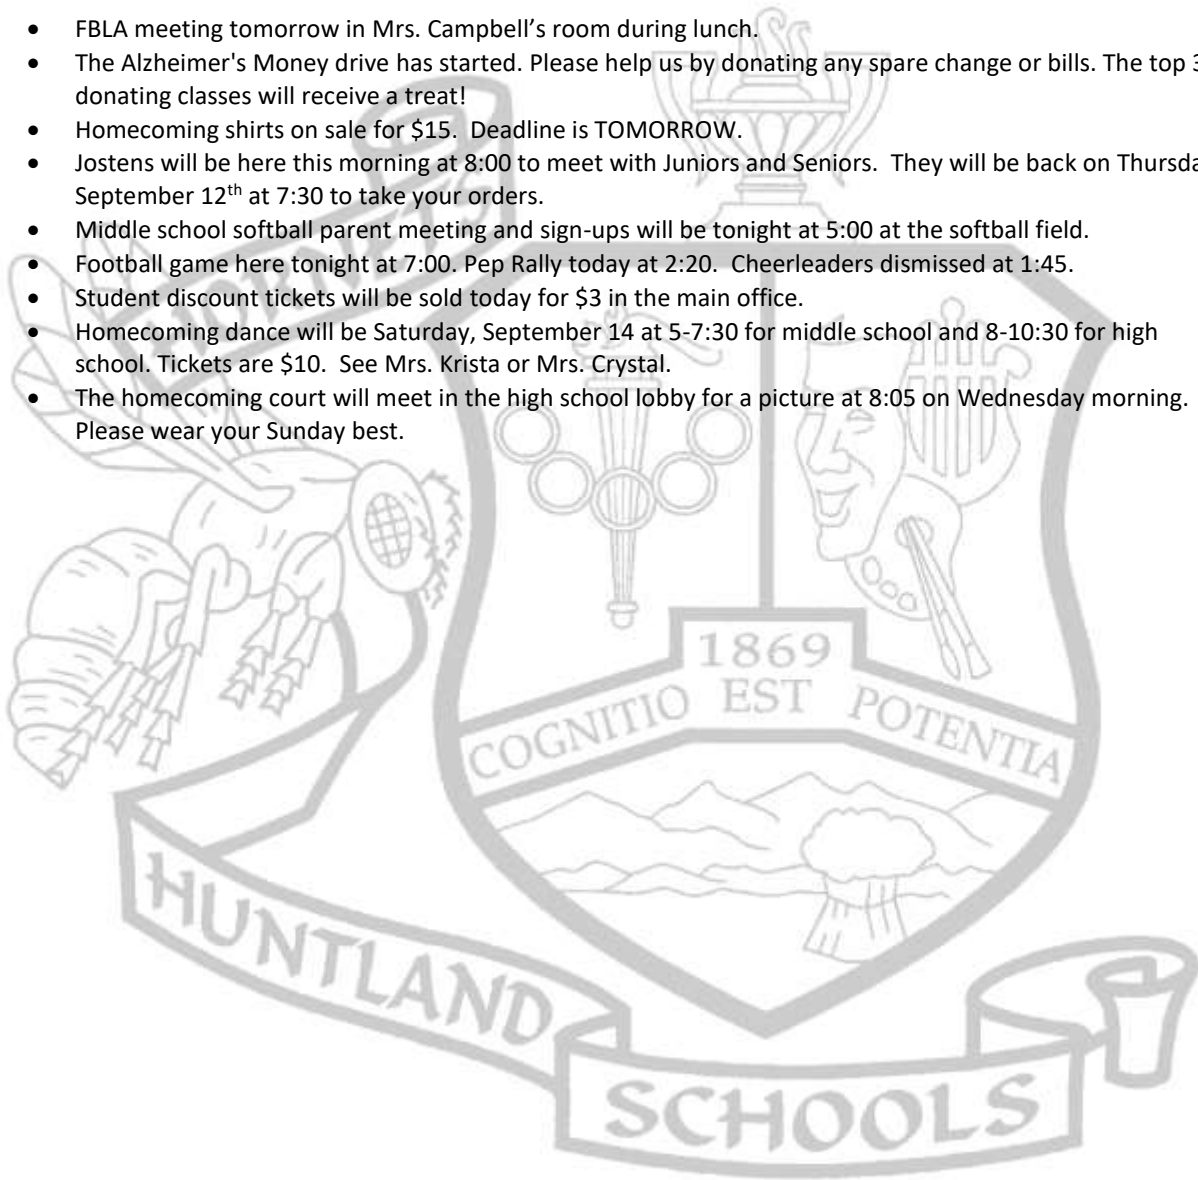 • FBLA meeting tomorrow in Mrs. Campbell’s room during lunch.
• The Alzheimer's Money drive has started. Please help us by donating any spare change or bills. The top 3
donating classes will receive a treat!
• Homecoming shirts on sale for $15.  Deadline is TOMORROW.
• Jostens will be here this morning at 8:00 to meet with Juniors and Seniors.  They will be back on Thursda
September 12th at 7:30 to take your orders.
• Middle school softball parent meeting and sign-ups will be tonight at 5:00 at the softball field.
• Football game here tonight at 7:00. Pep Rally today at 2:20.  Cheerleaders dismissed at 1:45.
• Student discount tickets will be sold today for $3 in the main office.
• Homecoming dance will be Saturday, September 14 at 5-7:30 for middle school and 8-10:30 for high
school. Tickets are $10.  See Mrs. Krista or Mrs. Crystal.
• The homecoming court will meet in the high school lobby for a picture at 8:05 on Wednesday morning.
Please wear your Sunday best.
HORNETS
1869
COGNITIO EST POTENTIA
HUNTLAND
SCHOOLS